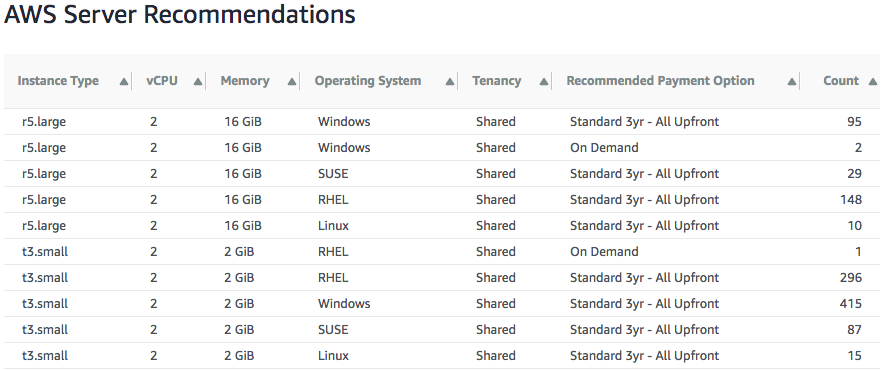 AWS Server Recommendations
Instance Type vCPU Memory Operating System Tenancy Recommended Payment Option Count
r5.large 2 16 GiB Windows Shared Standard 3yr - All Upfront 95
r5.large 2 16 GiB Windows Shared On Demand 2
r5.large 2 16 GiB SUSE Shared Standard 3yr - All Upfront 29
r5.large 2 16 GiB RHEL Shared Standard 3yr - All Upfront 148
r5.large 2 16 GiB Linux Shared Standard 3yr - All Upfront 10
t3.small 2 2 GiB RHEL Shared On Demand 1
t3.small 2 2 GiB RHEL Shared Standard 3yr - All Upfront 296
t3.small 2 2 GiB Windows Shared Standard 3yr - All Upfront 415
t3.small 2 2 GiB SUSE Shared Standard 3yr - All Upfront 87
t3.small 2 2 GiB Linux Shared Standard 3yr - All Upfront 15